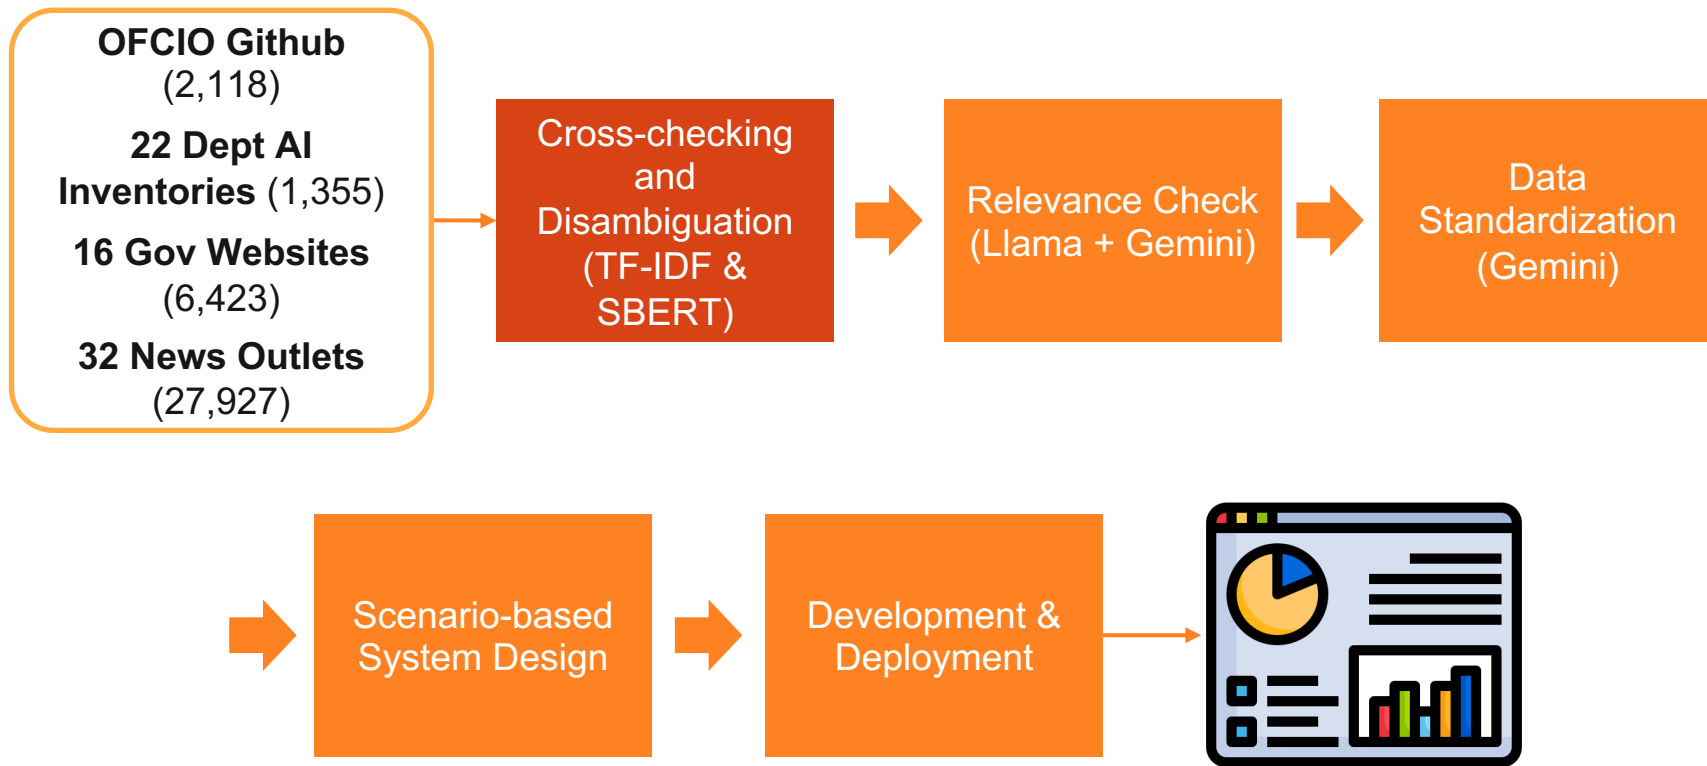 OFCIO Github
(2,118)
22 Dept AI
Inventories (1,355)
16 Gov Websites
(6,423)
32 News Outlets
(27,927)
Cross-checking
and
Disambiguation
(TF-IDF &
SBERT)
Relevance Check
(Llama + Gemini)
Data
Standardization
(Gemini)
Scenario-based
System Design
Development &
Deployment